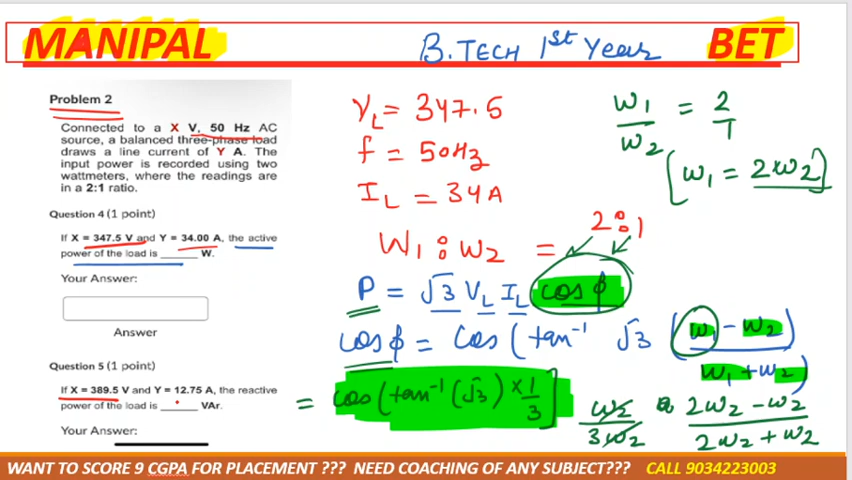 MANIPAL
B. TECH 1st Year
BET
Problem 2
Connected to a X V, 50 Hz AC
source, a balanced three-phase load
draws a line current of Y A. The
input power is recorded using two
wattmeters, where the readings are
in a 2:1 ratio.
Question 4 (1 point)
If X = 347.5 V and Y = 34.00 A, the active
power of the load is ______ W.
Your Answer:
Answer
Question 5 (1 point)
If X = 389.5 V and Y = 12.75 A, the reactive
power of the load is ______ VAr.
Your Answer:
VL = 347.5
f = 50Hz
IL = 34A
W1 : W2 = 2:1
P = √3 VL IL cos ϕ
cos ϕ = cos (tan⁻¹ √3 (W1 - W2)
W1 + W2)
= cos (tan⁻¹ (√3) × 1/3]
W1/W2 = 2/1
[W1 = 2W2]
W2/3W2
2W2 - W2
2W2 + W2
WANT TO SCORE 9 CGPA FOR PLACEMENT ??? NEED COACHING OF ANY SUBJECT??? CALL 9034223003